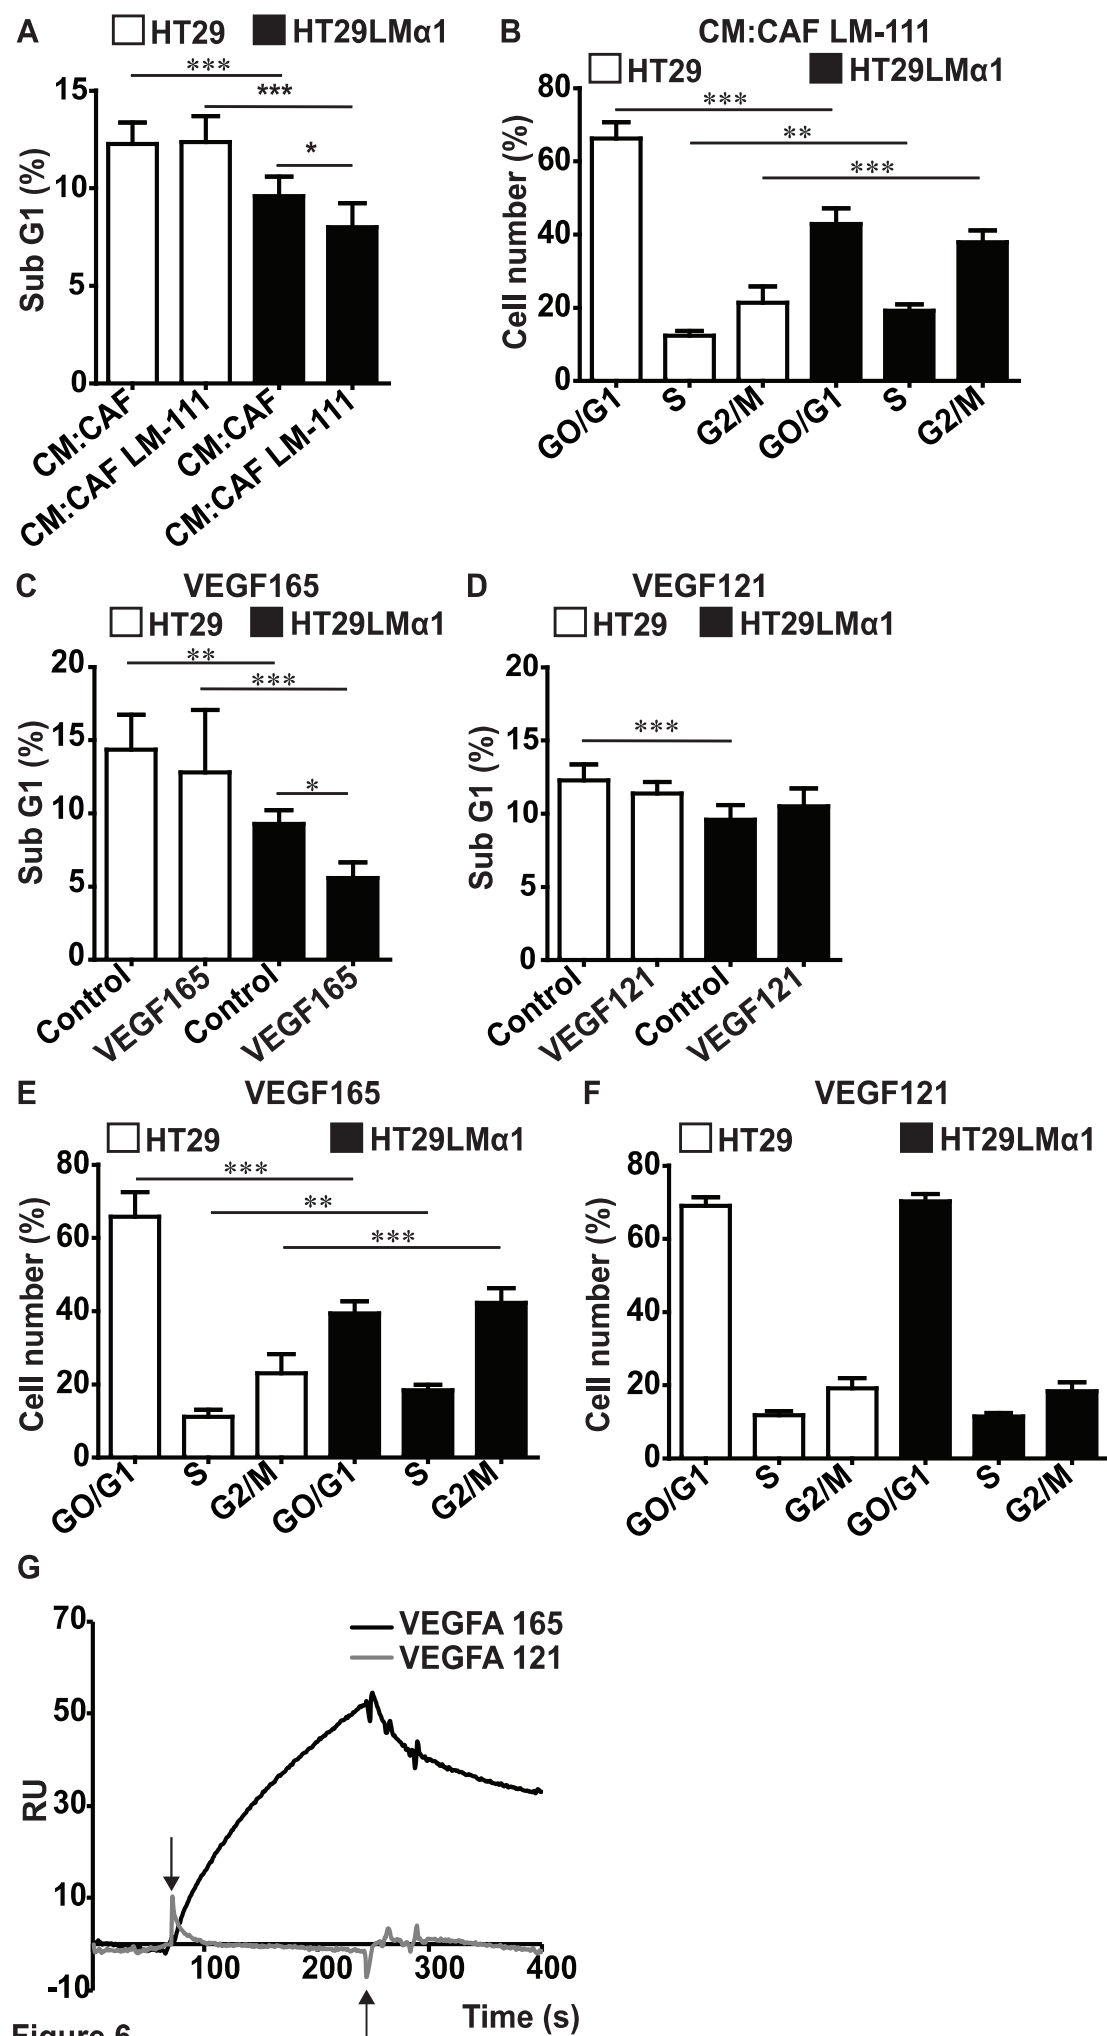 A
HT29 HT29LMα1
***
***
*
15
10
5
0
Sub G1 (%)
CM:CAF
CM:CAF LM-111
CM:CAF
CM:CAF LM-111
B
CM:CAF LM-111
HT29 HT29LMα1
***
**
***
80
60
40
20
0
Cell number (%)
GO/G1
S
G2/M
GO/G1
S
G2/M
C
VEGF165
HT29 HT29LMα1
**
***
*
20
15
10
5
0
Sub G1 (%)
Control
VEGF165
Control
VEGF165
D
VEGF121
HT29 HT29LMα1
***
20
15
10
5
0
Sub G1 (%)
Control
VEGF121
Control
VEGF121
E
VEGF165
HT29 HT29LMα1
***
**
***
80
60
40
20
0
Cell number (%)
GO/G1
S
G2/M
GO/G1
S
G2/M
F
VEGF121
HT29 HT29LMα1
80
60
40
20
0
Cell number (%)
GO/G1
S
G2/M
GO/G1
S
G2/M
G
VEGFA 165
VEGFA 121
70
50
30
10
-10
RU
100 200 300 400
Time (s)
Figure 6